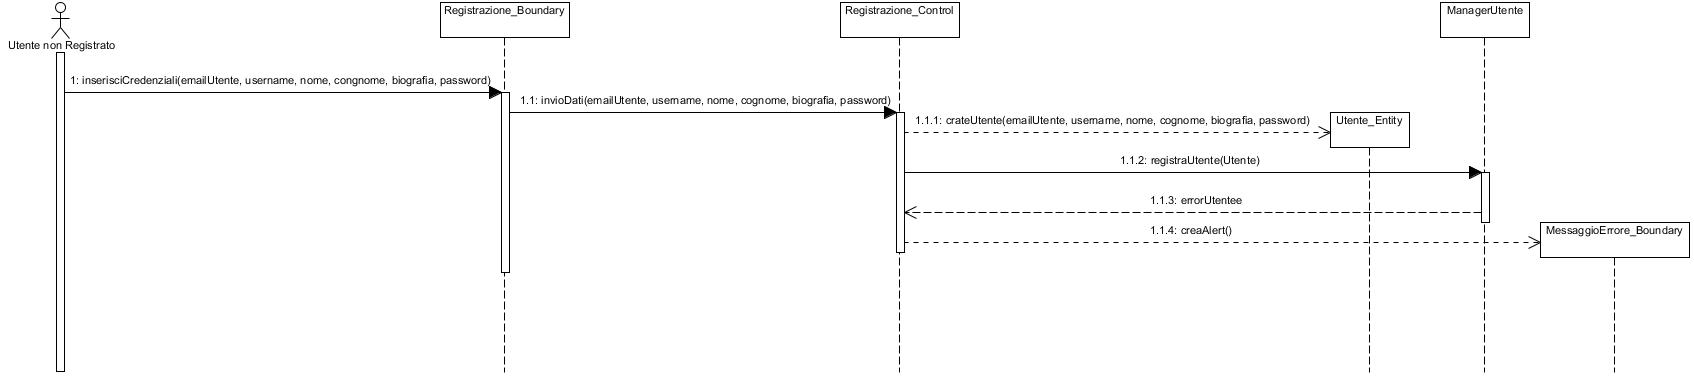 Registrazione_Boundary
Registrazione_Control
ManagerUtente
Utente non Registrato
1: inserisciCredenziali(emailUtente, username, nome, congnome, biografia, password)
1.1: invioDati(emailUtente, username, nome, cognome, biografia, password)
1.1.1: crateUtente(emailUtente, username, nome, cognome, biografia, password)
Utente_Entity
1.1.2: registraUtente(Utente)
1.1.3: errorUtentee
1.1.4: creaAlert()
MessaggioErrore_Boundary